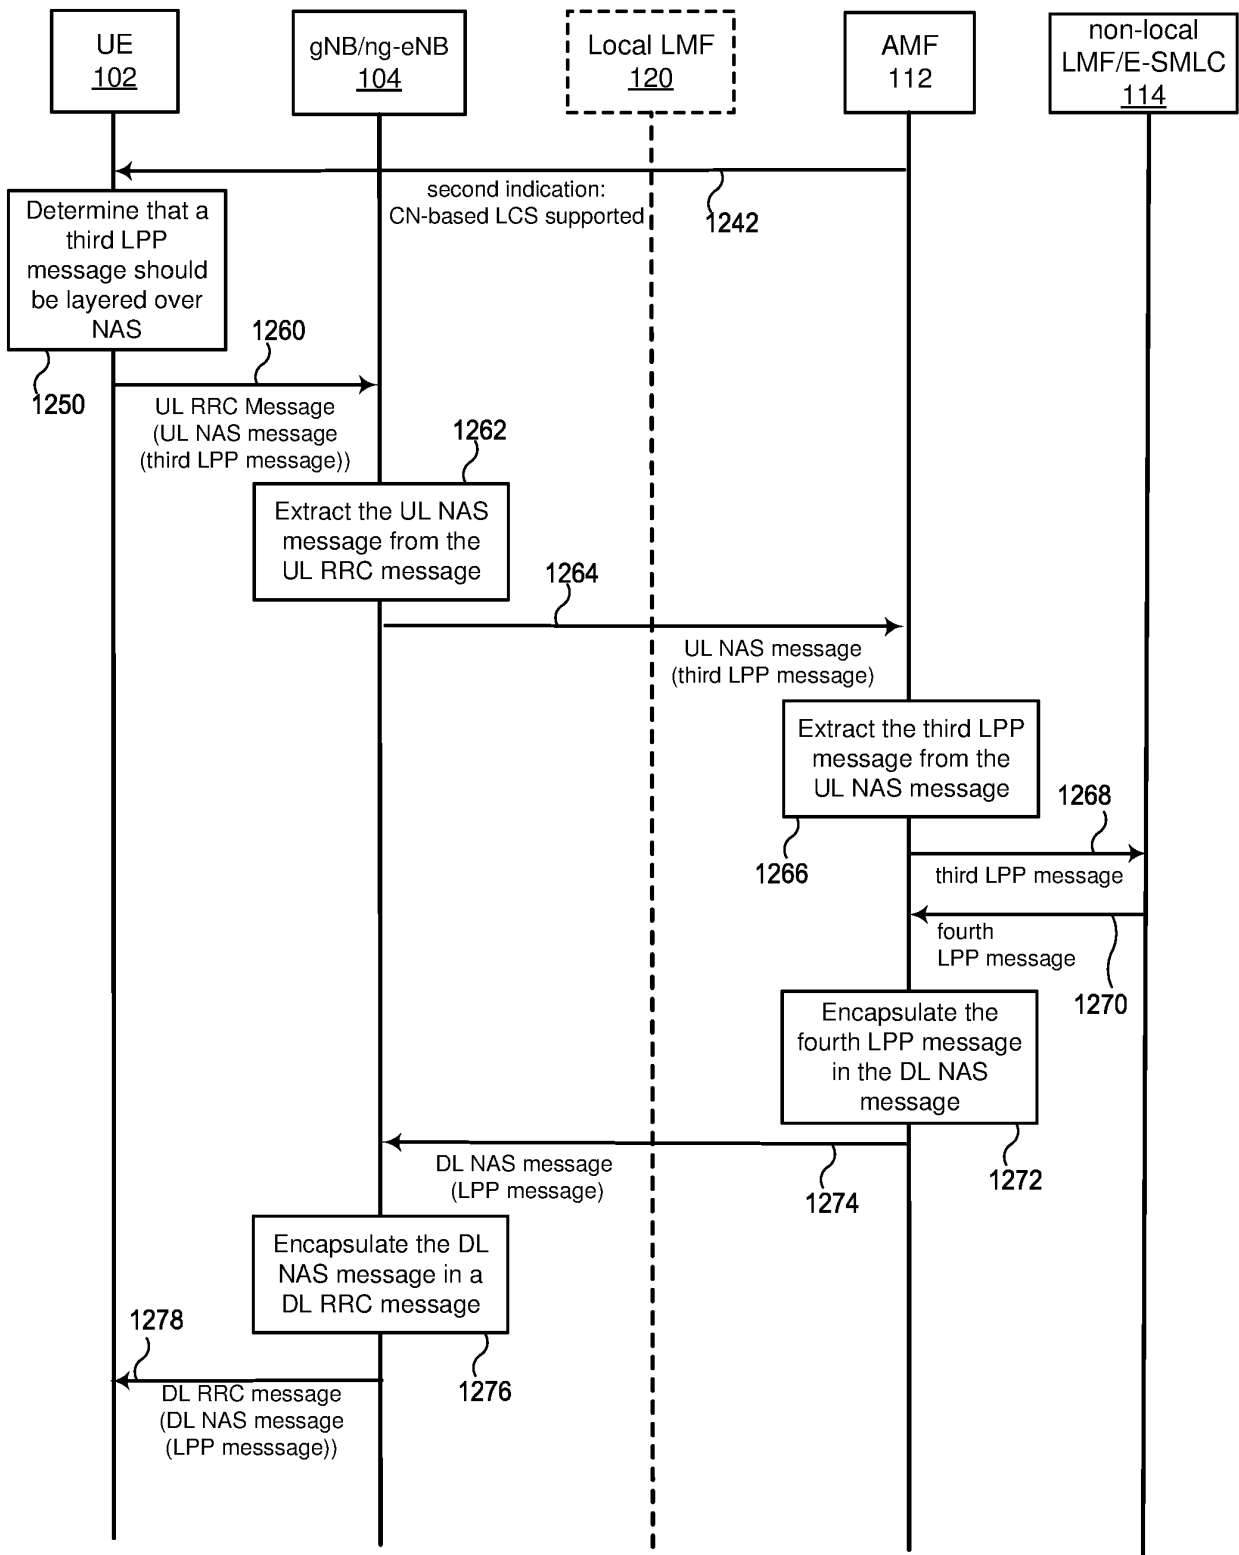 UE
102
gNB/ng-eNB
104
Local LMF
120
AMF
112
non-local
LMF/E-SMLC
114
second indication:
CN-based LCS supported
1242
Determine that a
third LPP
message should
be layered over
NAS
1250
1260
UL RRC Message
(UL NAS message
(third LPP message))
1262
Extract the UL NAS
message from the
UL RRC message
1264
UL NAS message
(third LPP message)
Extract the third LPP
message from the
UL NAS message
1266
1268
third LPP message
fourth
LPP message
1270
Encapsulate the
fourth LPP message
in the DL NAS
message
1272
DL NAS message
(LPP message)
1274
Encapsulate the DL
NAS message in a
DL RRC message
1276
1278
DL RRC message
(DL NAS message
(LPP messsage))